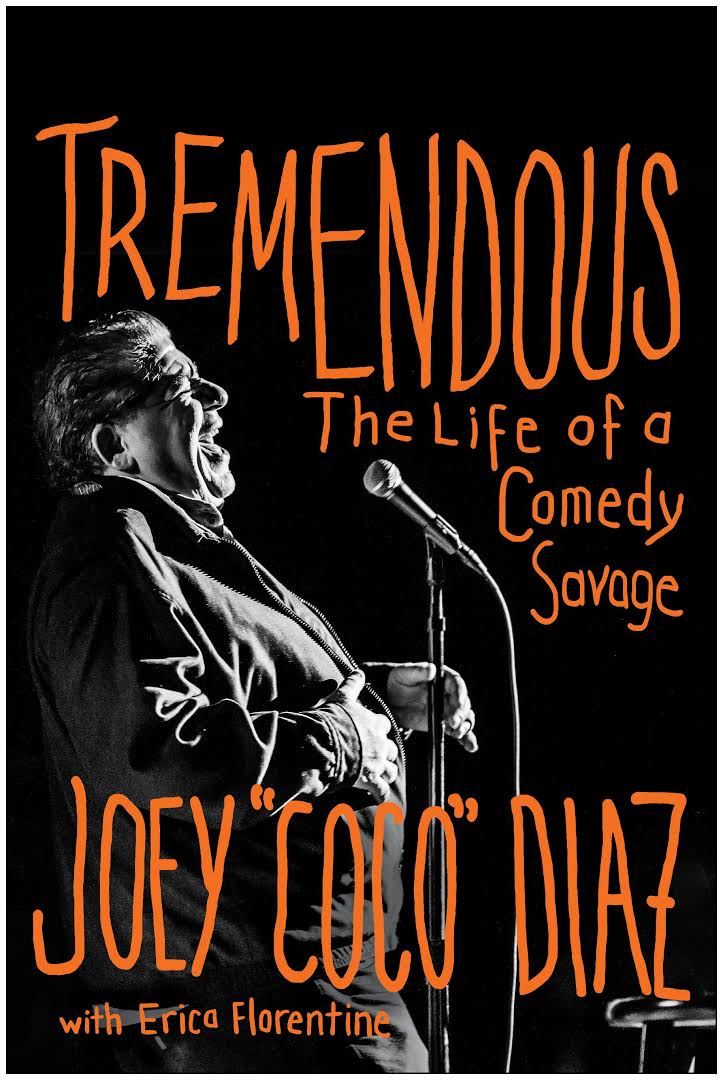 TREMENDOUS
The Life of a
Comedy
Savage
JOEY "COCO" DIAZ
with Erica Florentine